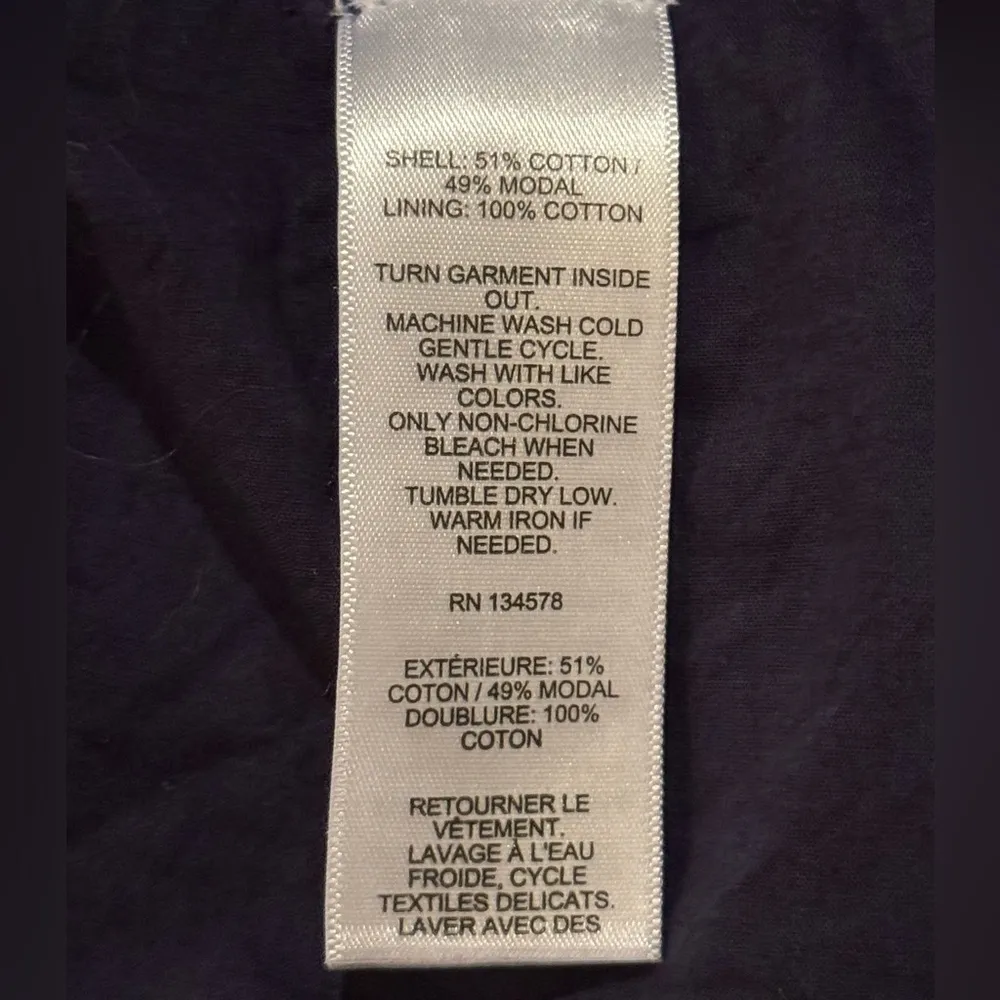 SHELL: 51% COTTON /
49% MODAL
LINING: 100% COTTON
TURN GARMENT INSIDE
OUT.
MACHINE WASH COLD
GENTLE CYCLE.
WASH WITH LIKE
COLORS.
ONLY NON-CHLORINE
BLEACH WHEN
NEEDED.
TUMBLE DRY LOW.
WARM IRON IF
NEEDED.
RN 134578
EXTÉRIEURE: 51%
COTON / 49% MODAL
DOUBLURE: 100%
COTON
RETOURNER LE
VÊTEMENT.
LAVAGE À L'EAU
FROIDE, CYCLE
TEXTILES DELICATS.
LAVER AVEC DES